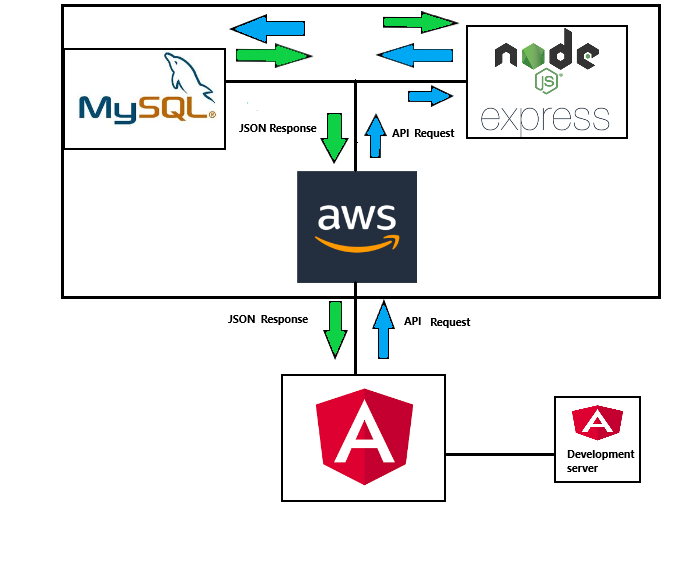 node
JS
MySQL
express
JSON Response
API Request
aws
JSON Response
API Request
A
A
Development
server